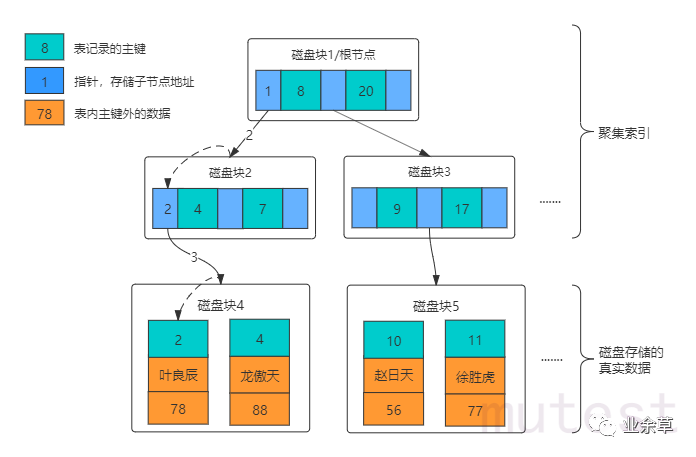 8
表记录的主键
1
指针，存储子节点地址
78
表内主键外的数据
磁盘块1/根节点
1
8
20
2
磁盘块2
2
4
7
磁盘块3
9
17
.......
聚集索引
3
磁盘块4
2
叶良辰
78
4
龙傲天
88
磁盘块5
10
赵日天
56
11
徐胜虎
77
.......
磁盘存储的
真实数据
mutest
业余草